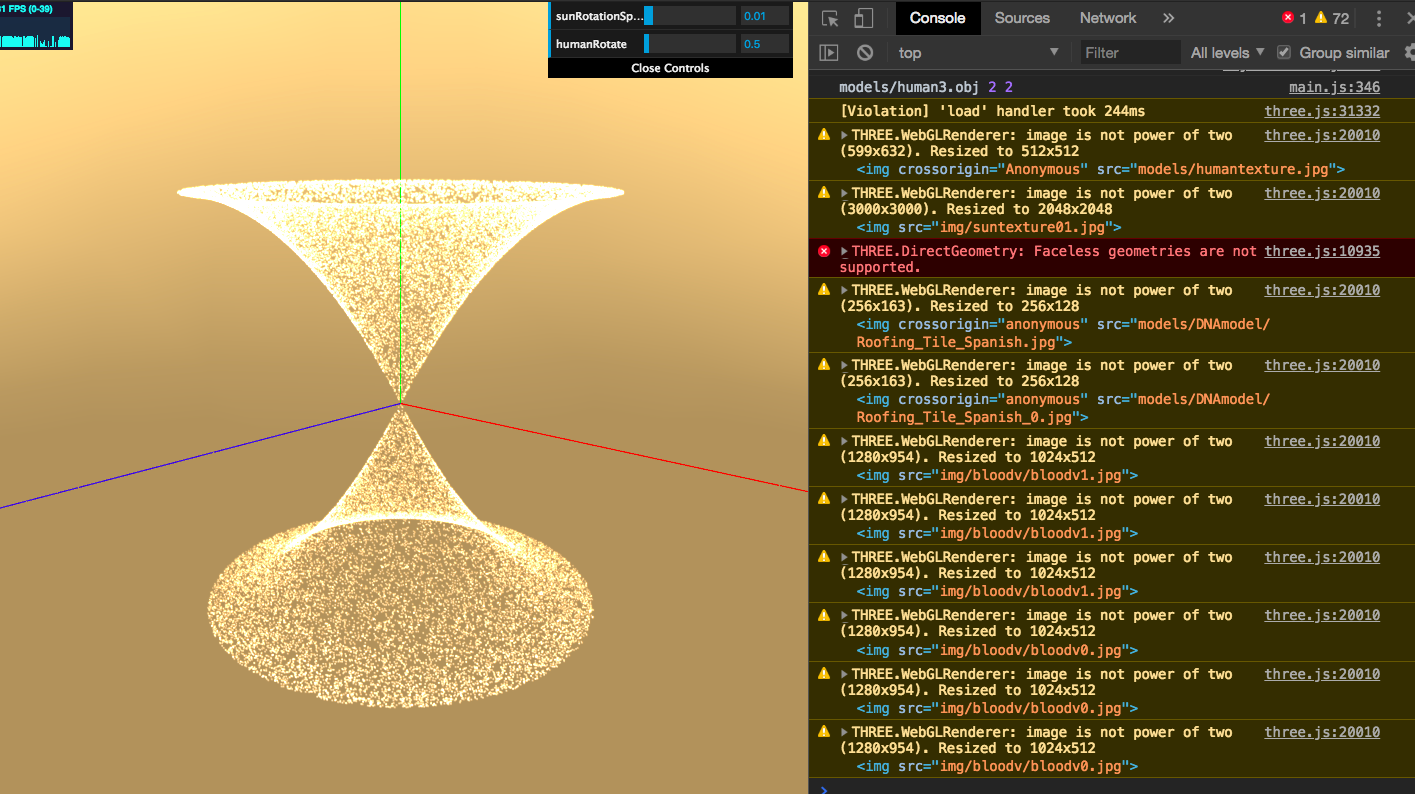 31 FPS (0-39)
sunRotationSp... 0.01
humanRotate 0.5
Close Controls
Console Sources Network » 1 72
top Filter All levels Group similar
models/human3.obj 2 2 main.js:346
[Violation] 'load' handler took 244ms three.js:31332
THREE.WebGLRenderer: image is not power of two three.js:20010
(599x632). Resized to 512x512
<img crossorigin="Anonymous" src="models/humantexture.jpg">
THREE.WebGLRenderer: image is not power of two three.js:20010
(3000x3000). Resized to 2048x2048
<img src="img/suntexture01.jpg">
THREE.DirectGeometry: Faceless geometries are not three.js:10935
supported.
THREE.WebGLRenderer: image is not power of two three.js:20010
(256x163). Resized to 256x128
<img crossorigin="anonymous" src="models/DNAmodel/
Roofing_Tile_Spanish.jpg">
THREE.WebGLRenderer: image is not power of two three.js:20010
(256x163). Resized to 256x128
<img crossorigin="anonymous" src="models/DNAmodel/
Roofing_Tile_Spanish_0.jpg">
THREE.WebGLRenderer: image is not power of two three.js:20010
(1280x954). Resized to 1024x512
<img src="img/bloodv/bloodv1.jpg">
THREE.WebGLRenderer: image is not power of two three.js:20010
(1280x954). Resized to 1024x512
<img src="img/bloodv/bloodv1.jpg">
THREE.WebGLRenderer: image is not power of two three.js:20010
(1280x954). Resized to 1024x512
<img src="img/bloodv/bloodv1.jpg">
THREE.WebGLRenderer: image is not power of two three.js:20010
(1280x954). Resized to 1024x512
<img src="img/bloodv/bloodv0.jpg">
THREE.WebGLRenderer: image is not power of two three.js:20010
(1280x954). Resized to 1024x512
<img src="img/bloodv/bloodv0.jpg">
THREE.WebGLRenderer: image is not power of two three.js:20010
(1280x954). Resized to 1024x512
<img src="img/bloodv/bloodv0.jpg">